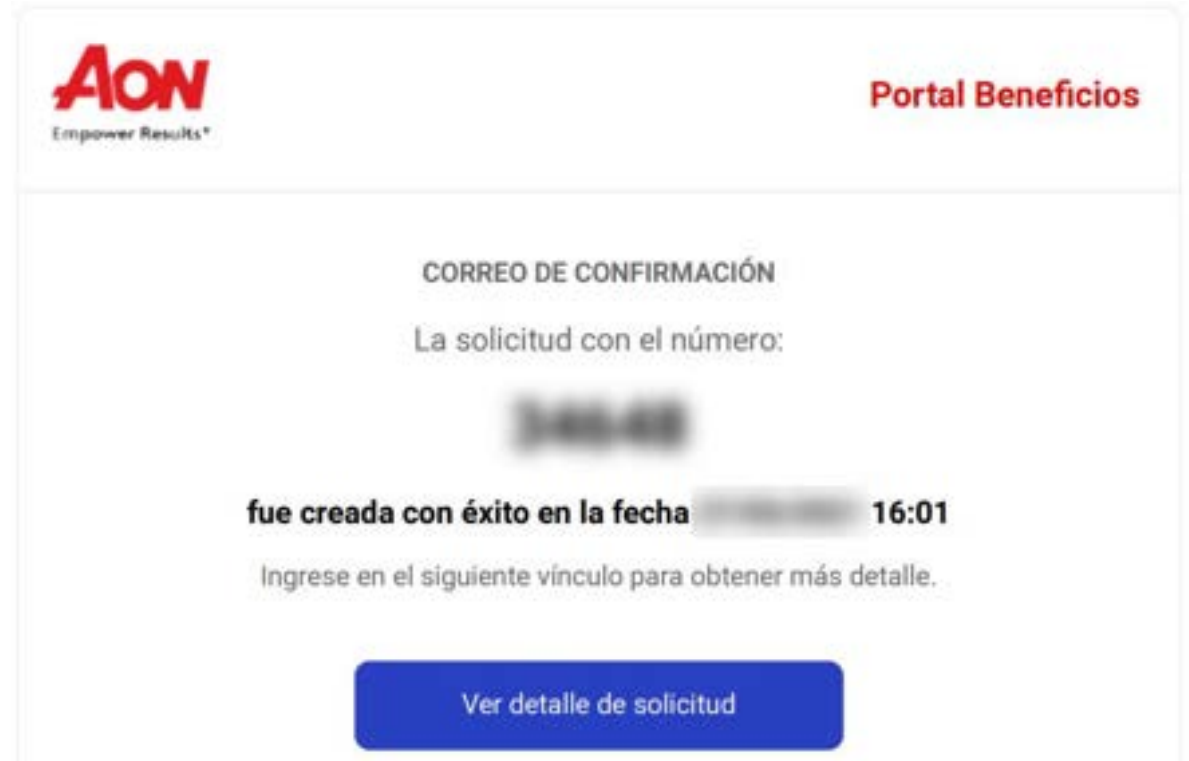 AON
Empower Results®
Portal Beneficios
CORREO DE CONFIRMACIÓN
La solicitud con el número:
34648
fue creada con éxito en la fecha 16:01
Ingrese en el siguiente vínculo para obtener más detalle.
Ver detalle de solicitud